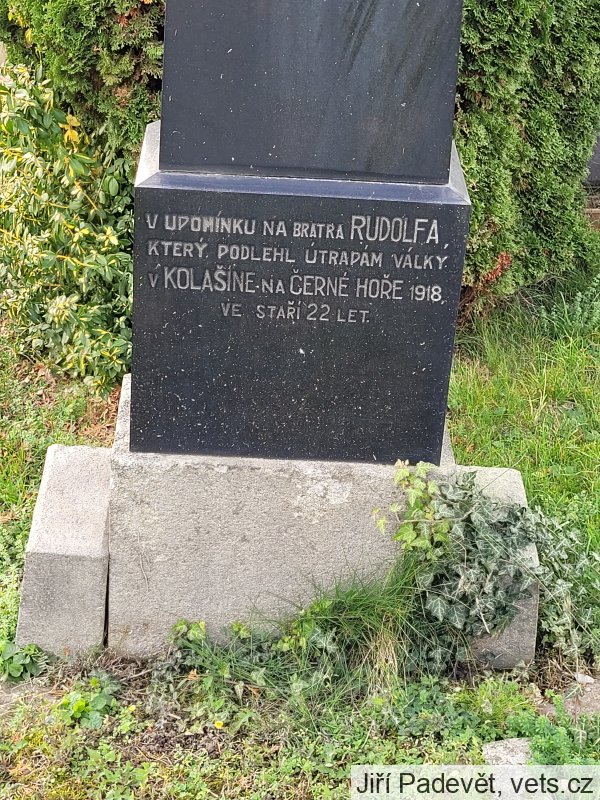 V UPOMÍNKU NA BRATRA RUDOLFA,
KTERÝ PODLEHL ÚTRAPÁM VÁLKY
V KOLAŠÍNE NA ČERNÉ HOŘE 1918,
VE STAŘÍ 22 LET.
Jiří Padevět, vets.cz